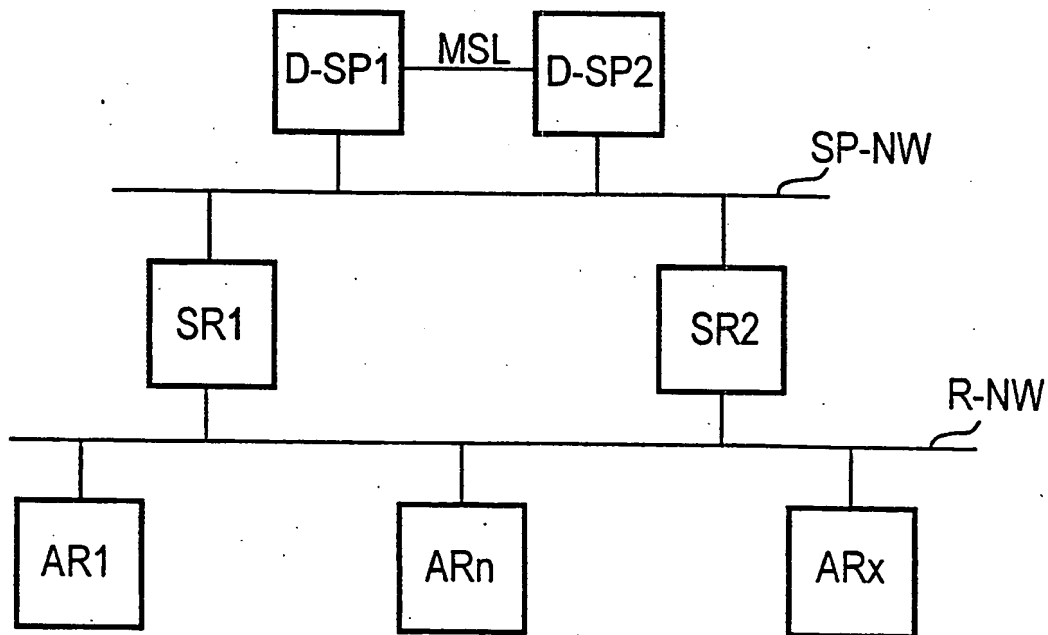 D-SP1
MSL
D-SP2
SP-NW
SR1
SR2
R-NW
AR1
ARn
ARx